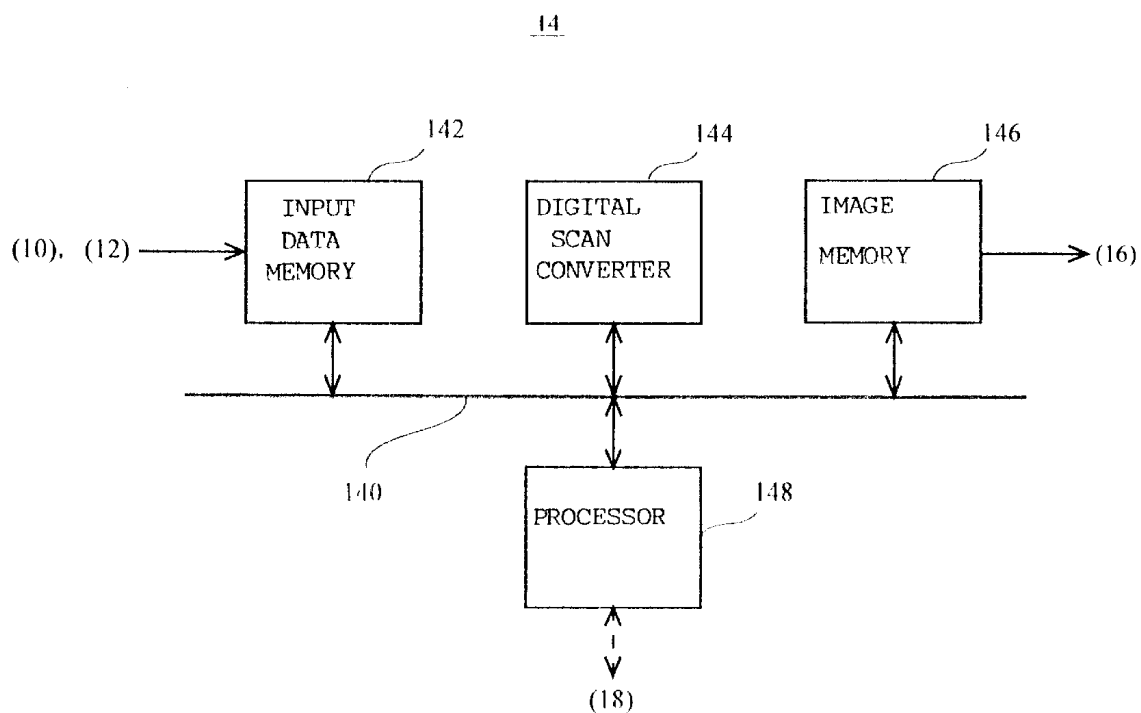 14
142
144
146
INPUT
DATA
MEMORY
DIGITAL
SCAN
CONVERTER
IMAGE
MEMORY
(10), (12)
(16)
140
PROCESSOR
148
(18)